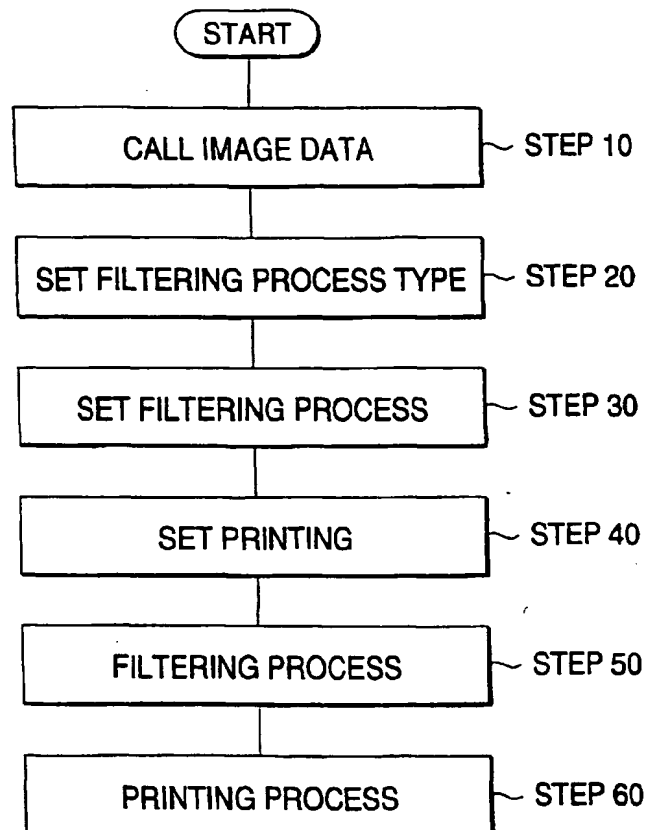 START
CALL IMAGE DATA STEP 10
SET FILTERING PROCESS TYPE STEP 20
SET FILTERING PROCESS STEP 30
SET PRINTING STEP 40
FILTERING PROCESS STEP 50
PRINTING PROCESS STEP 60